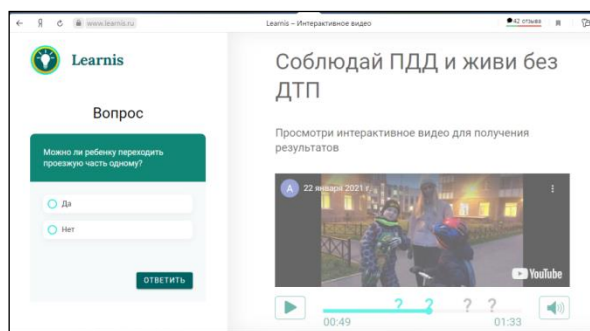 Я
www.learnis.ru
Learnis – Интерактивное видео
42 отзыва
Learnis
Вопрос
Можно ли ребенку переходить
проезжую часть одному?
Да
Нет
ОТВЕТИТЬ
Соблюдай ПДД и живи без
ДТП
Просмотри интерактивное видео для получения
результатов
А
22 января 2021 г.
YouTube
? ? ? ?
00:49
01:33